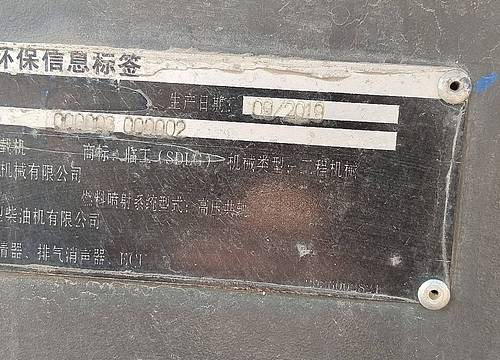 环保信息标签
生产日期: 09/2019
000003 000002
载机 商标: 临工(SDLG) 机械类型: 工程机械
机械有限公司
燃料喷射系统型式: 高压共轨
柴油机有限公司
清器、排气消声器、ECU